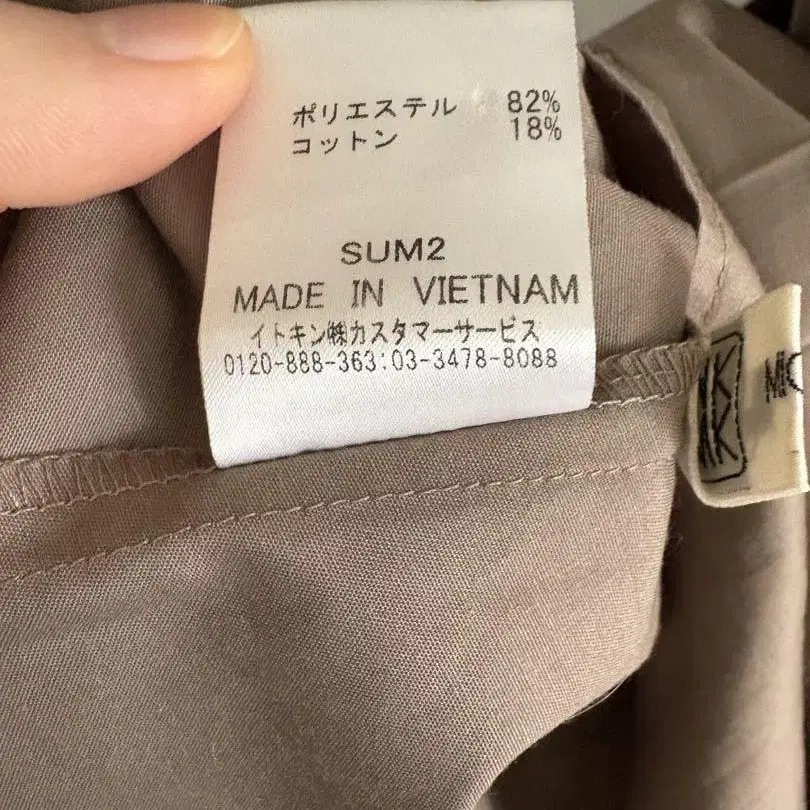 ポリエステル 82%
コットン 18%
SUM2
MADE IN VIETNAM
イトキン㈱カスタマーサービス
0120-888-363:03-3478-8088